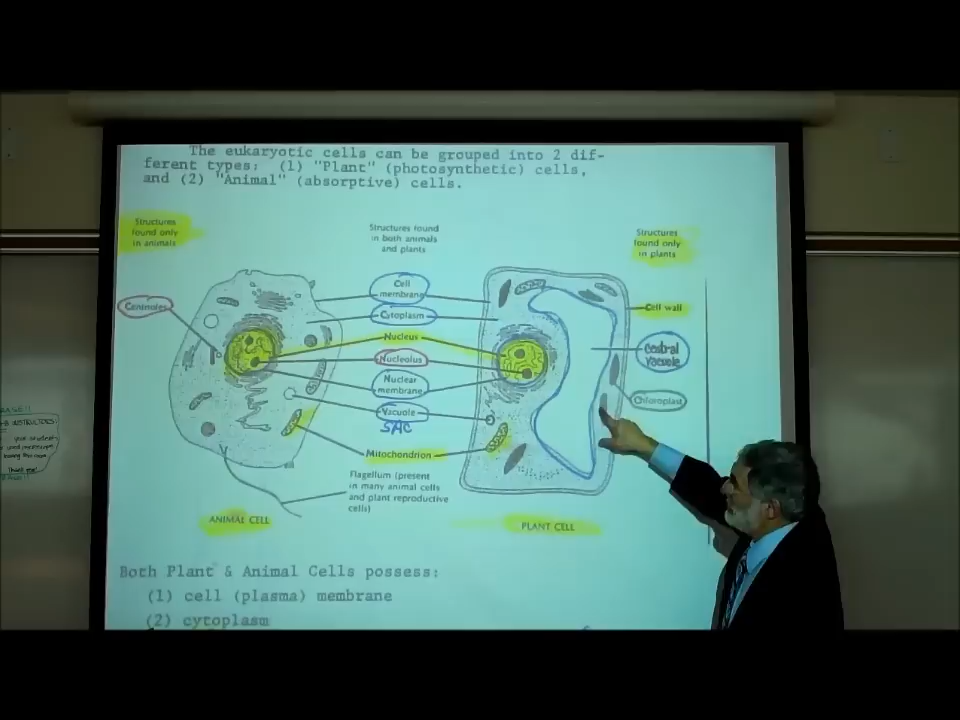 The eukaryotic cells can be grouped into 2 dif-
ferent types: (1) "Plant" (photosynthetic) cells,
and (2) "Animal" (absorptive) cells.
Structures
found only
in animals
Structures found
in both animals
and plants
Structures
found only
in plants
Centrioles
Cell
membrane
Cytoplasm
Nucleus
Nucleolus
Nuclear
membrane
Vacuole
SAC
Mitochondrion
Flagellum (present
in many animal cells
and plant reproductive
cells)
Cell wall
Central
vacuole
Chloroplast
ANIMAL CELL
PLANT CELL
Both Plant & Animal Cells possess:
(1) cell (plasma) membrane
(2) cytoplasm
INSTRUCTORS: